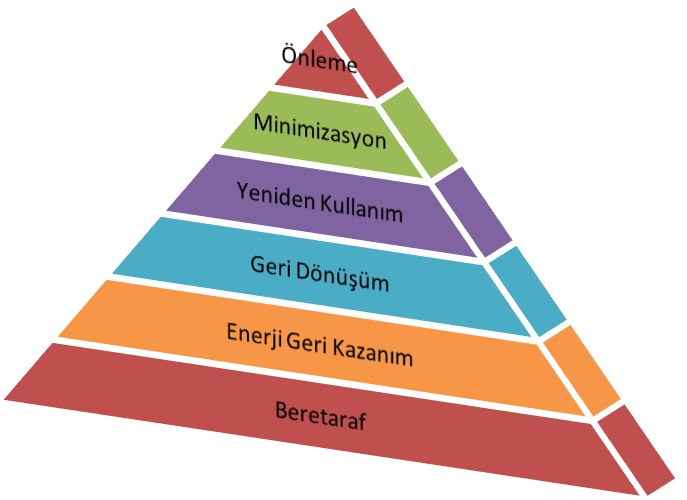 Önleme
Minimizasyon
Yeniden Kullanım
Geri Dönüşüm
Enerji Geri Kazanım
Beretaraf